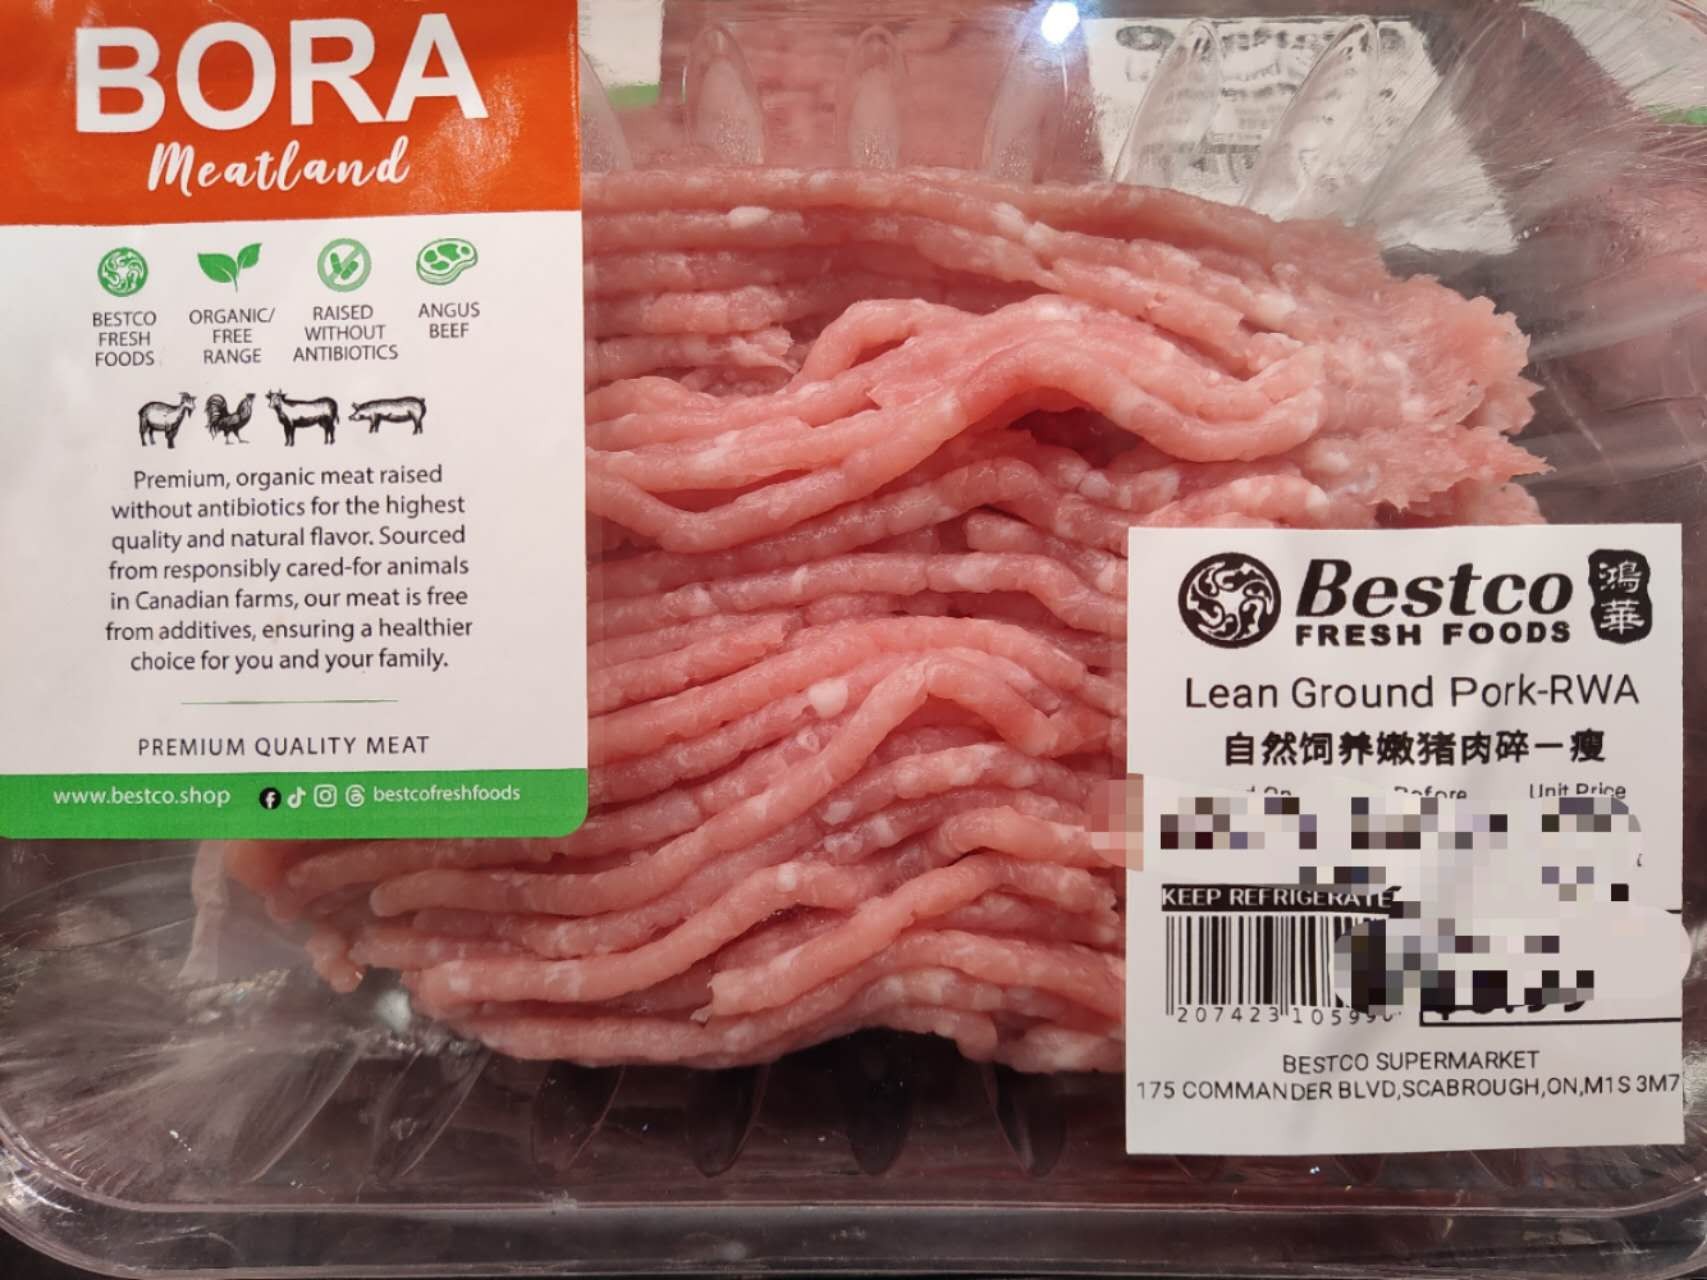 BORA
Meatland
BESTCO
FRESH
FOODS
ORGANIC/
FREE
RANGE
RAISED
WITHOUT
ANTIBIOTICS
ANGUS
BEEF
Premium, organic meat raised
without antibiotics for the highest
quality and natural flavor. Sourced
from responsibly cared-for animals
in Canadian farms, our meat is free
from additives, ensuring a healthier
choice for you and your family.
PREMIUM QUALITY MEAT
www.bestco.shop bestcofreshfoods
Bestco 鴻華
FRESH FOODS
Lean Ground Pork-RWA
自然饲养嫩猪肉碎－瘦
Unit Price
KEEP REFRIGERATE
BESTCO SUPERMARKET
175 COMMANDER BLVD,SCABROUGH,ON,M1S 3M7